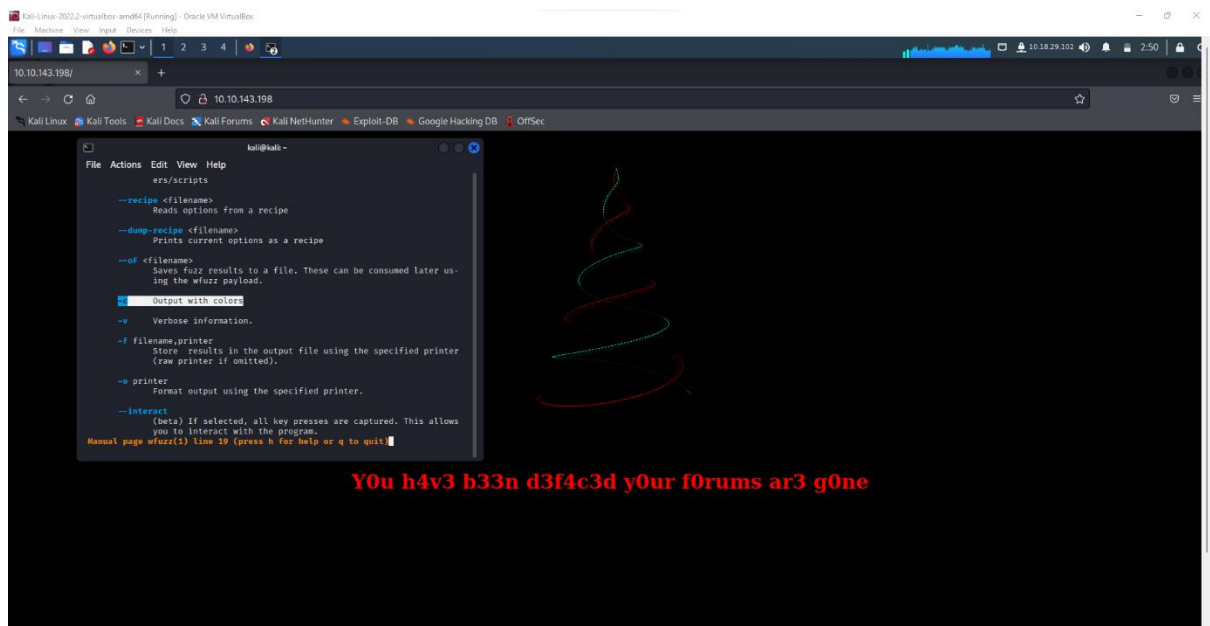 Kali-Linux-2022.2-virtualbox-amd64 [Running] - Oracle VM VirtualBox
File Machine View Input Devices Help
1 2 3 4 10.18.29.102 2:50
10.10.143.198/
10.10.143.198
Kali Linux Kali Tools Kali Docs Kali Forums Kali NetHunter Exploit-DB Google Hacking DB OffSec
kali@kali: ~
File Actions Edit View Help
ers/scripts
--recipe <filename>
Reads options from a recipe
--dump-recipe <filename>
Prints current options as a recipe
--oF <filename>
Saves fuzz results to a file. These can be consumed later us‐
ing the wfuzz payload.
-c Output with colors
-v Verbose information.
-f filename,printer
Store results in the output file using the specified printer
(raw printer if omitted).
-o printer
Format output using the specified printer.
--interact
(beta) If selected, all key presses are captured. This allows
you to interact with the program.
Manual page wfuzz(1) line 19 (press h for help or q to quit)
Y0u h4v3 b33n d3f4c3d y0ur f0rums ar3 g0ne